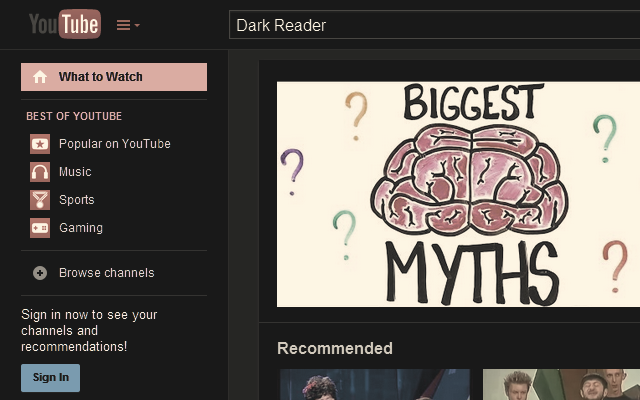 YouTube
Dark Reader
What to Watch
BEST OF YOUTUBE
Popular on YouTube
Music
Sports
Gaming
Browse channels
Sign in now to see your
channels and
recommendations!
Sign In
BIGGEST
MYTHS
Recommended